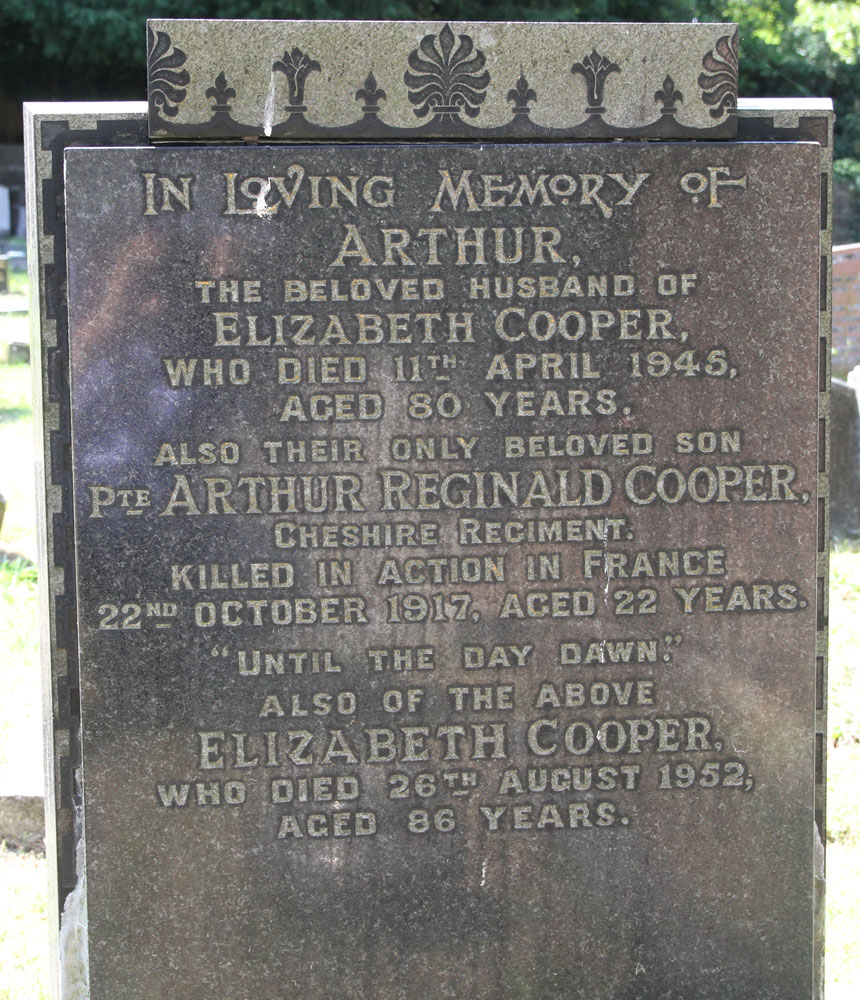 In Loving Memory of
Arthur,
the beloved husband of
Elizabeth Cooper,
who died 11th April 1945,
aged 80 years.
also their only beloved son
Pte Arthur Reginald Cooper,
Cheshire Regiment.
killed in action in France
22nd October 1917, aged 22 years.
"Until the day dawn."
also of the above
Elizabeth Cooper,
who died 26th August 1952,
aged 86 years.